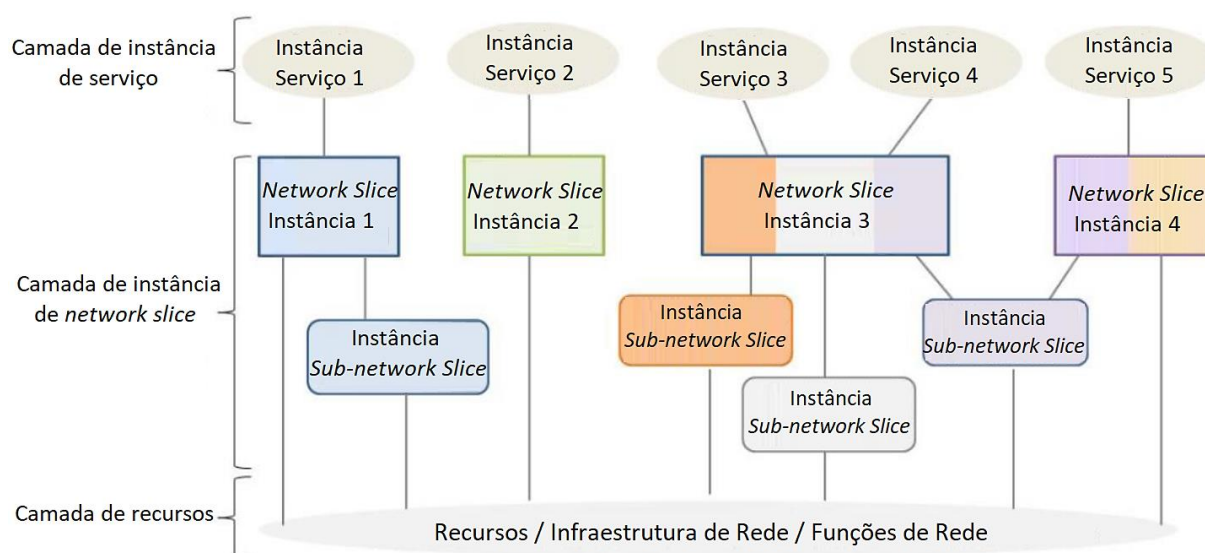 Camada de instância
de serviço
Instância
Serviço 1
Instância
Serviço 2
Instância
Serviço 3
Instância
Serviço 4
Instância
Serviço 5
Camada de instância
de network slice
Network Slice
Instância 1
Network Slice
Instância 2
Network Slice
Instância 3
Network Slice
Instância 4
Instância
Sub-network Slice
Instância
Sub-network Slice
Instância
Sub-network Slice
Instância
Sub-network Slice
Camada de recursos
Recursos / Infraestrutura de Rede / Funções de Rede